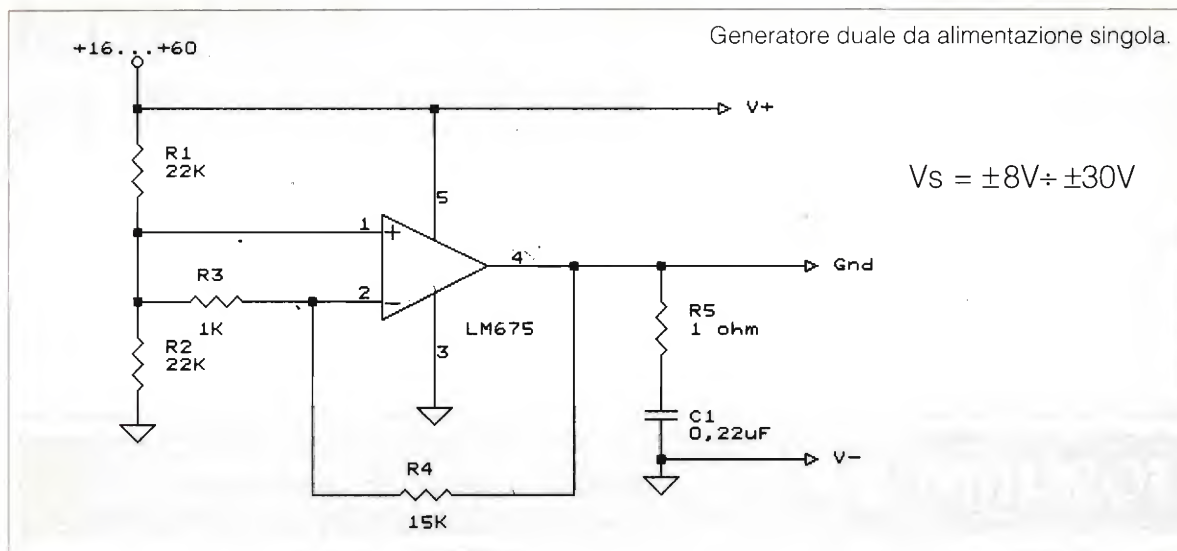 Generatore duale da alimentazione singola.
+16...+60
V+
R1
22K
Vs = ±8V÷ ±30V
5
1
+
4
Gnd
R3
2
-
1K
LM675
R5
1 ohm
R2
22K
3
C1
0,22uF
V-
R4
15K